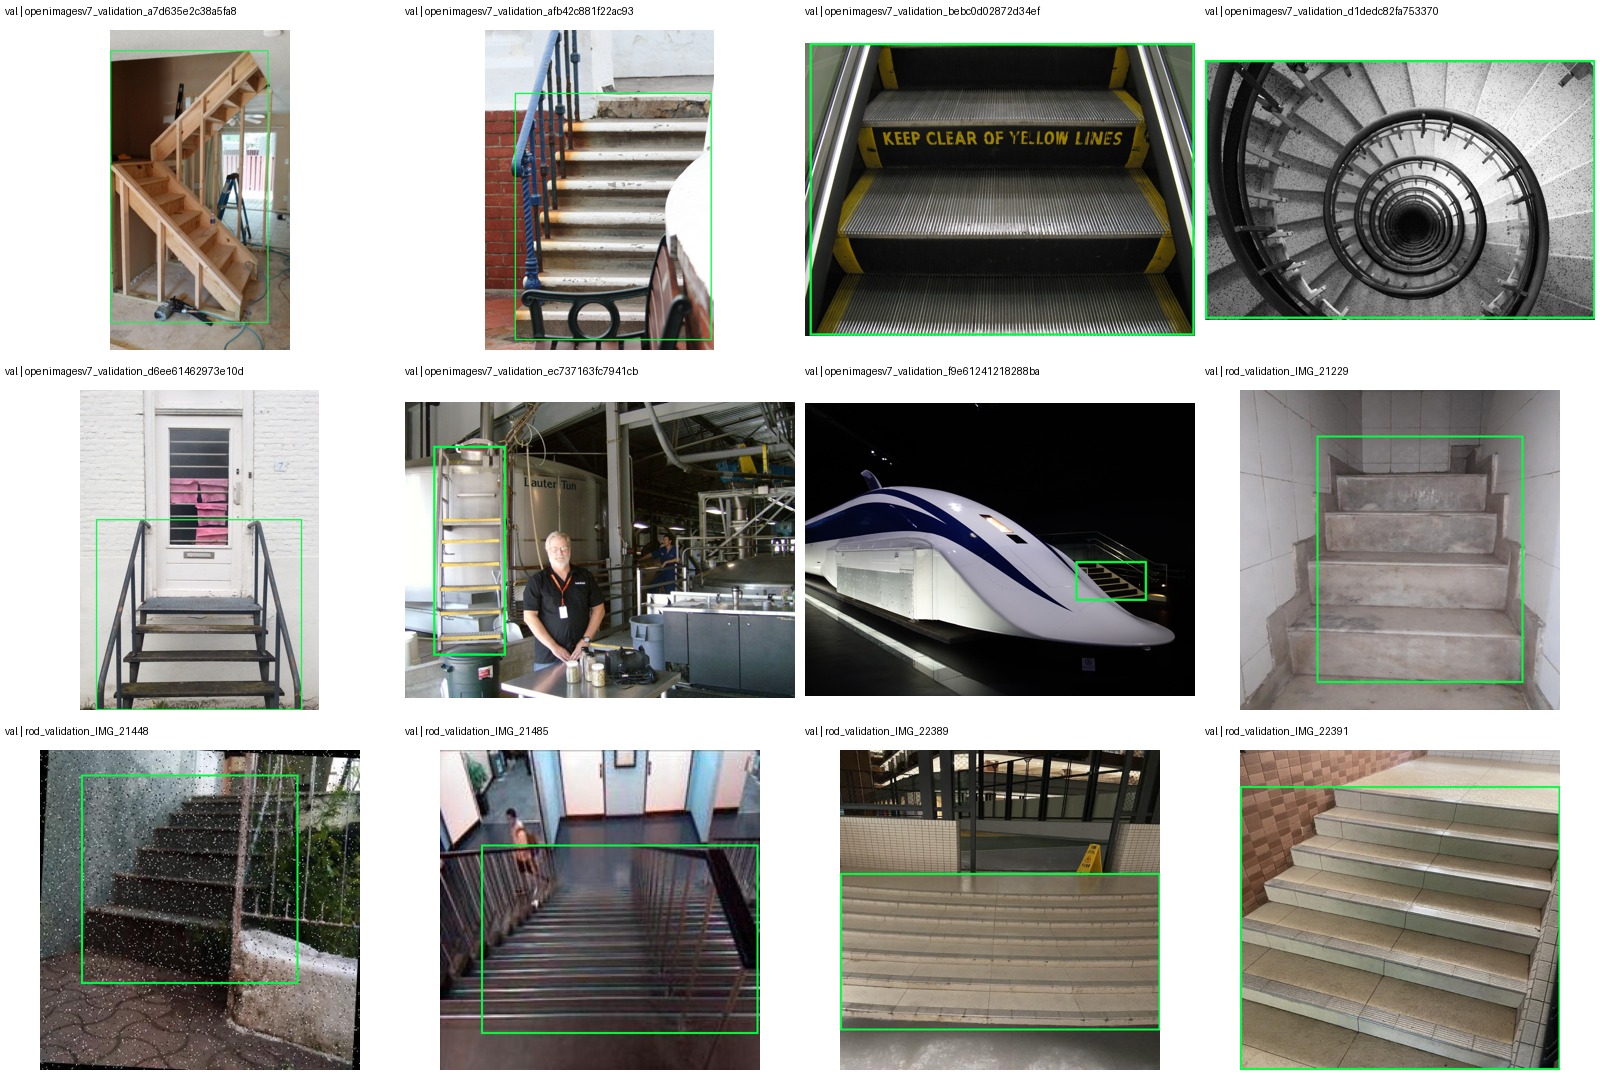 val | openimagesv7_validation_a7d635e2c38a5fa8
val | openimagesv7_validation_afb42c881f22ac93
val | openimagesv7_validation_bebc0d02872d34ef
val | openimagesv7_validation_d1dedc82fa753370
KEEP CLEAR OF YELLOW LINES
val | openimagesv7_validation_d6ee61462973e10d
val | openimagesv7_validation_ec737163fc7941cb
val | openimagesv7_validation_f9e61241218288ba
val | rod_validation_IMG_21229
Lauter Tun
val | rod_validation_IMG_21448
val | rod_validation_IMG_21485
val | rod_validation_IMG_22389
val | rod_validation_IMG_22391